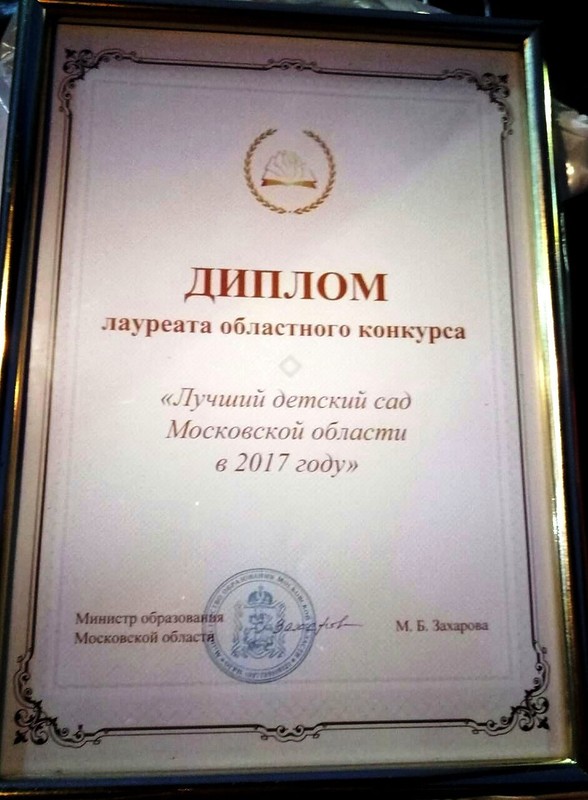 ДИПЛОМ
лауреата областного конкурса
«Лучший детский сад
Московской области
в 2017 году»
Министр образования
Московской области
М. Б. Захарова